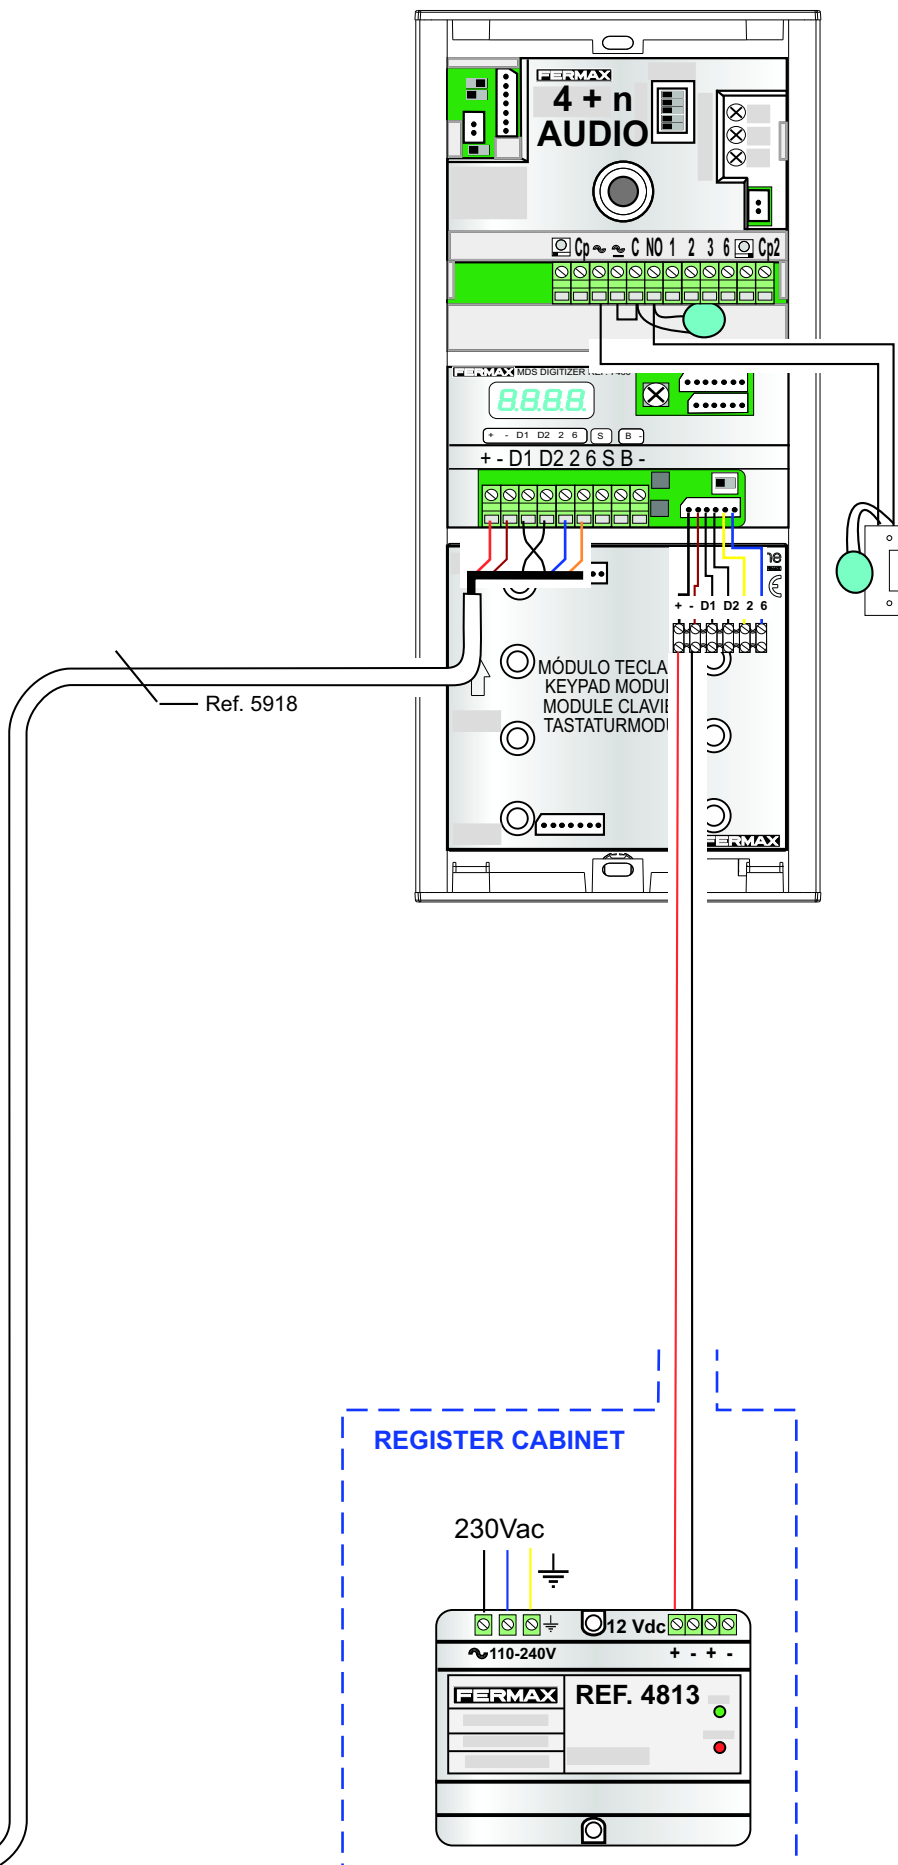 FERMAX
4 + n
AUDIO
Cp C NO 1 2 3 6 Cp2
FERMAX MDS DIGITIZER
8.8.8.8.
+ - D1 D2 2 6 S B -
+ - D1 D2 2 6 S B -
+ - D1 D2 2 6
MÓDULO TECLA
KEYPAD MODU
MODULE CLAVIE
TASTATURMODU
FERMAX
Ref. 5918
REGISTER CABINET
230Vac
12 Vdc
110-240V
+ - + -
FERMAX
REF. 4813